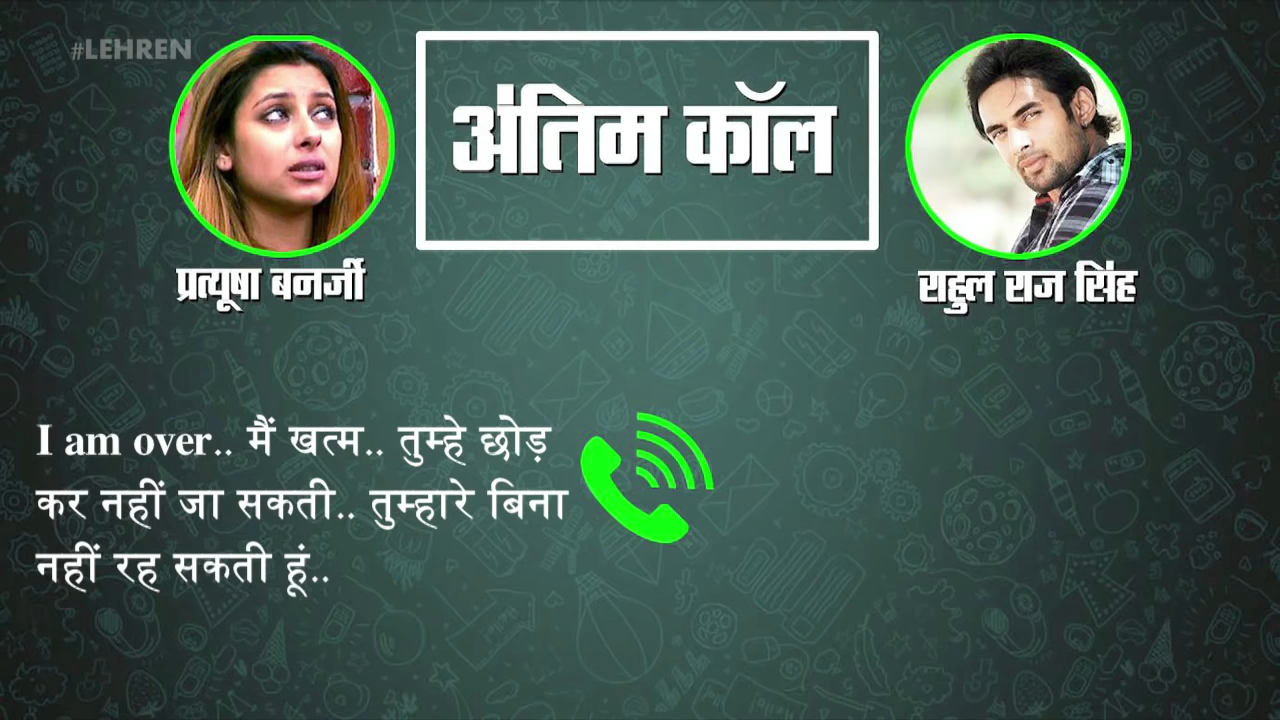 #LEHREN
अंतिम कॉल
प्रत्यूषा बनर्जी
राहुल राज सिंह
I am over.. मैं खत्म.. तुम्हे छोड़
कर नहीं जा सकती.. तुम्हारे बिना
नहीं रह सकती हूं..